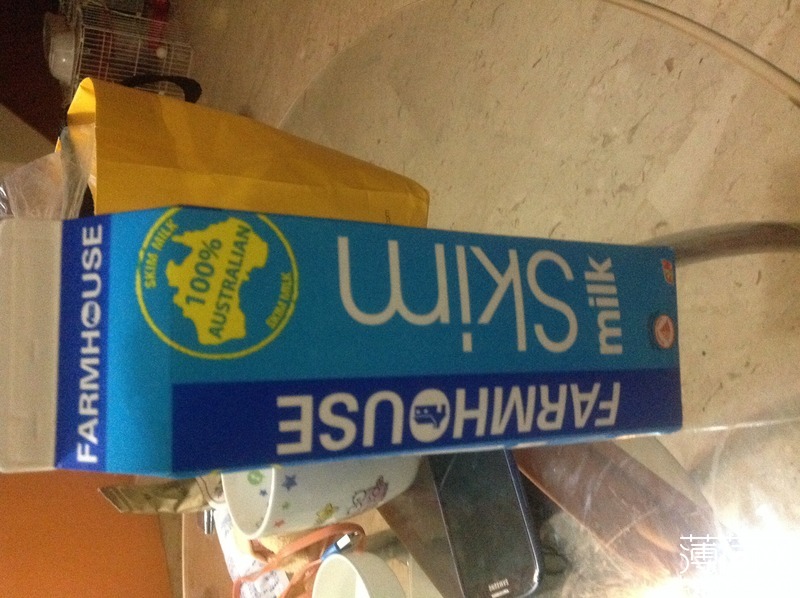 FARMHOUSE
SKIM MILK
100%
AUSTRALIAN
SKIM MILK
Skim
milk
FARMHOUSE